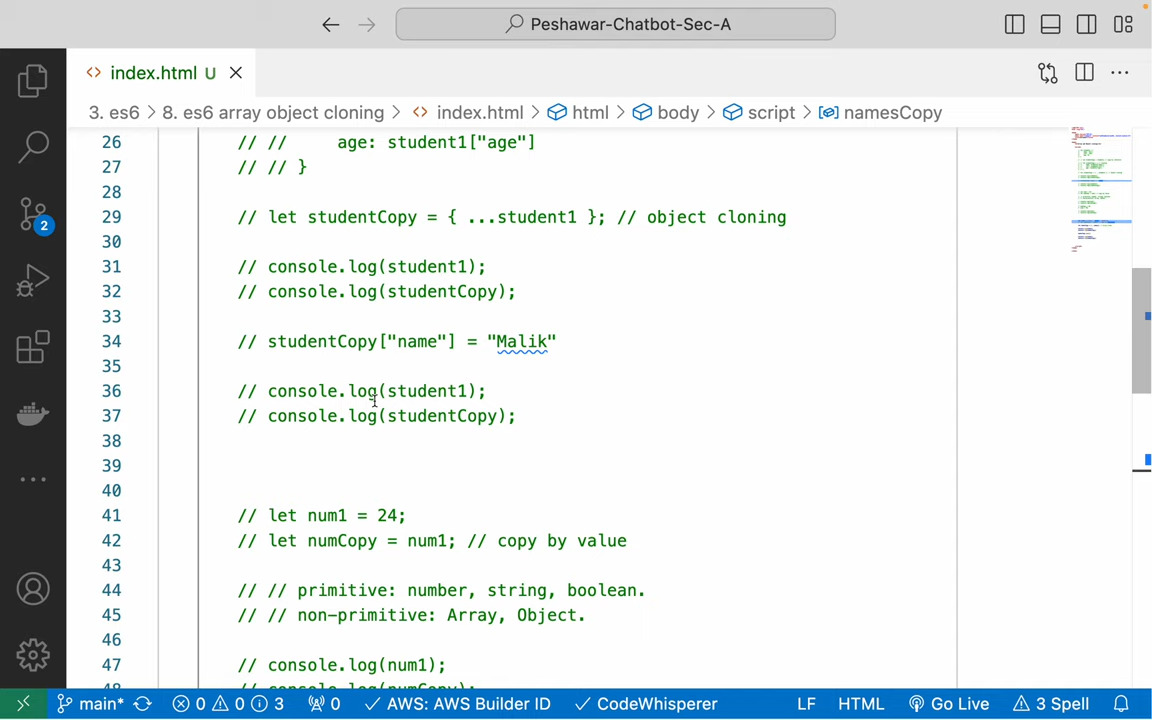 Peshawar-Chatbot-Sec-A
index.html U
3. es6 > 8. es6 array object cloning > index.html > html > body > script > namesCopy
26 // //     age: student1["age"]
27 // // }
28
29 // let studentCopy = { ...student1 }; // object cloning
30
31 // console.log(student1);
32 // console.log(studentCopy);
33
34 // studentCopy["name"] = "Malik"
35
36 // console.log(student1);
37 // console.log(studentCopy);
38
39
40
41 // let num1 = 24;
42 // let numCopy = num1; // copy by value
43
44 // // primitive: number, string, boolean.
45 // // non-primitive: Array, Object.
46
47 // console.log(num1);
48 // console.log(numCopy);
2
main* 0 0 3 0 AWS: AWS Builder ID CodeWhisperer LF HTML Go Live 3 Spell